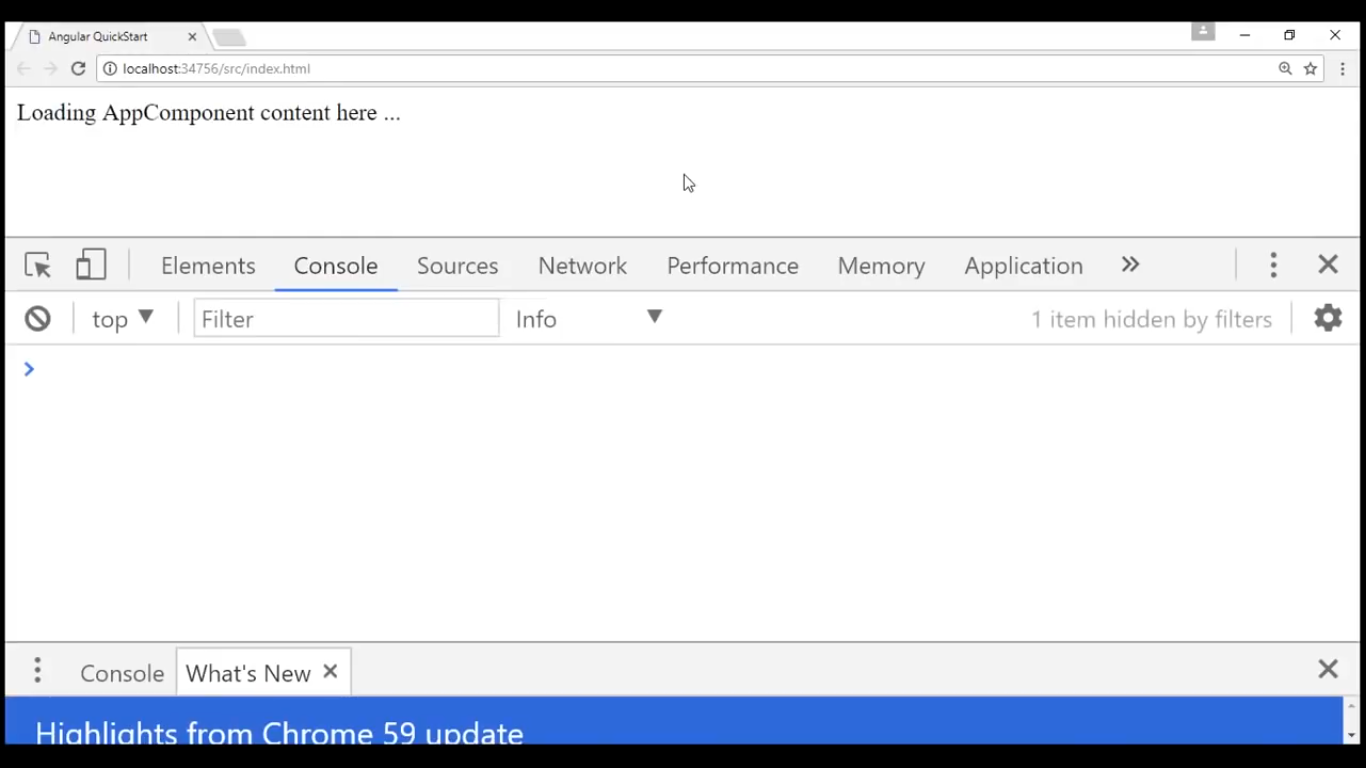 Angular QuickStart
localhost:34756/src/index.html
Loading AppComponent content here ...
Elements Console Sources Network Performance Memory Application
top Filter Info 1 item hidden by filters
Console What's New
Highlights from Chrome 59 update